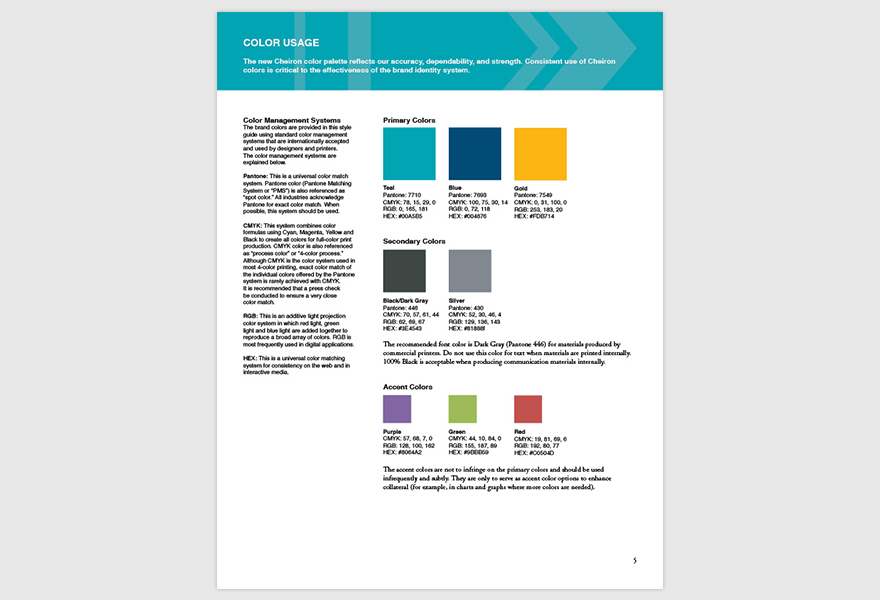 COLOR USAGE
The new Cheiron color palette reflects our accuracy, dependability, and strength. Consistent use of Cheiron
colors is critical to the effectiveness of the brand identity system.
Color Management Systems
The brand colors are provided in this style
guide using standard color management
systems that are internationally accepted
and used by designers and printers.
The color management systems are
explained below.
Pantone: This is a universal color match
system. Pantone color (Pantone Matching
System or "PMS") is also referenced as
"spot color." All industries acknowledge
Pantone for exact color match. When
possible, this system should be used.
CMYK: This system combines color
formulas using Cyan, Magenta, Yellow and
Black to create all colors for full-color print
production. CMYK color is also referenced
as "process color" or "4-color process."
Although CMYK is the color system used in
most 4-color printing, exact color match of
the individual colors offered by the Pantone
system is rarely achieved with CMYK.
It is recommended that a press check
be conducted to ensure a very close
color match.
RGB: This is an additive light projection
color system in which red light, green
light and blue light are added together to
reproduce a broad array of colors. RGB is
most frequently used in digital applications.
HEX: This is a universal color matching
system for consistency on the web and in
interactive media.
Primary Colors
Teal
Pantone: 7710
CMYK: 78, 15, 29, 0
RGB: 0, 165, 181
HEX: #00A5B5
Blue
Pantone: 7693
CMYK: 100, 75, 30, 14
RGB: 0, 72, 118
HEX: #004876
Gold
Pantone: 7549
CMYK: 0, 31, 100, 0
RGB: 253, 183, 20
HEX: #FDB714
Secondary Colors
Black/Dark Gray
Pantone: 446
CMYK: 70, 57, 61, 44
RGB: 62, 69, 67
HEX: #3E4543
Silver
Pantone: 430
CMYK: 52, 30, 46, 4
RGB: 129, 136, 143
HEX: #81888f
The recommended font color is Dark Gray (Pantone 446) for materials produced by
commercial printers. Do not use this color for text when materials are printed internally.
100% Black is acceptable when producing communication materials internally.
Accent Colors
Purple
CMYK: 57, 68, 7, 0
RGB: 128, 100, 162
HEX: #8064A2
Green
CMYK: 44, 10, 84, 0
RGB: 155, 187, 89
HEX: #9BBB59
Red
CMYK: 19, 81, 69, 6
RGB: 192, 80, 77
HEX: #C0504D
The accent colors are not to infringe on the primary colors and should be used
infrequently and subtly. They are only to serve as accent color options to enhance
collateral (for example, in charts and graphs where more colors are needed).
5